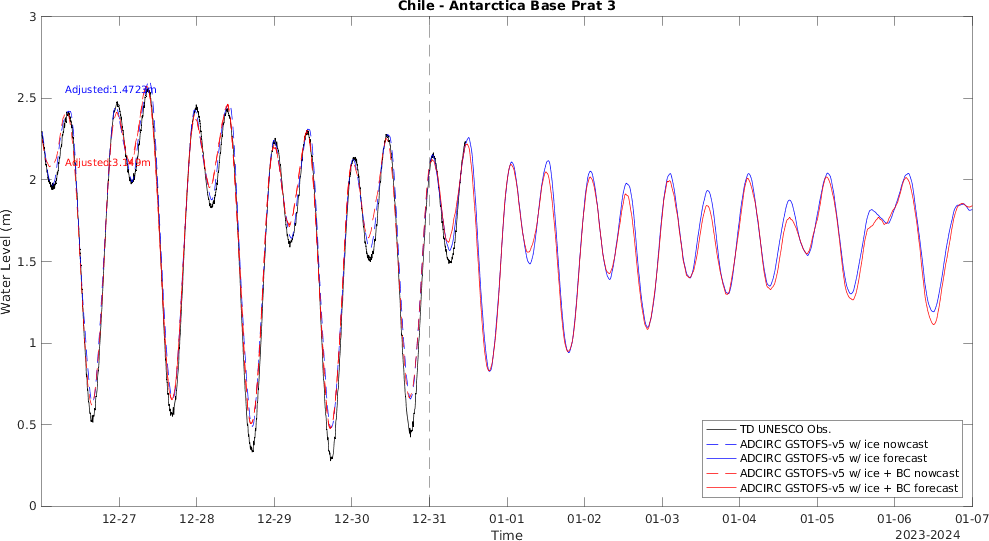 Chile - Antarctica Base Prat 3
3
2.5
2
1.5
1
0.5
0
Water Level (m)
Adjusted:1.4723m
Adjusted:3.749m
TD UNESCO Obs.
ADCIRC GSTOFS-v5 w/ ice nowcast
ADCIRC GSTOFS-v5 w/ ice forecast
ADCIRC GSTOFS-v5 w/ ice + BC nowcast
ADCIRC GSTOFS-v5 w/ ice + BC forecast
12-27 12-28 12-29 12-30 12-31 01-01 01-02 01-03 01-04 01-05 01-06 01-07
Time
2023-2024